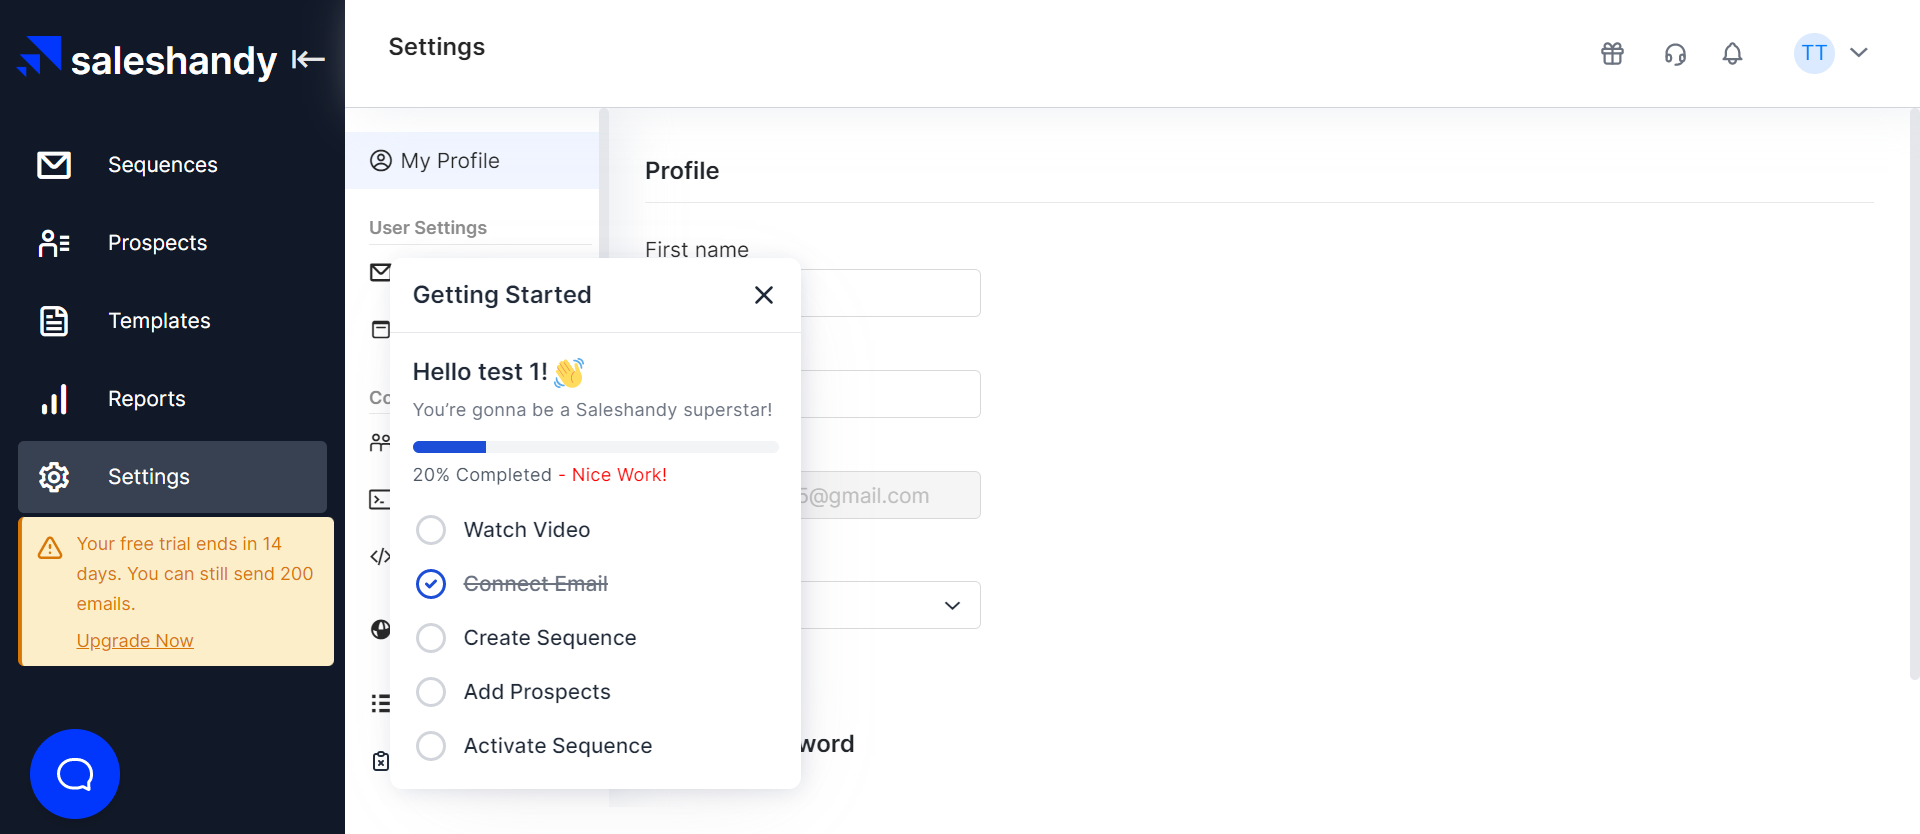 saleshandy
Sequences
Prospects
Templates
Reports
Settings
Your free trial ends in 14
days. You can still send 200
emails.
Upgrade Now
Settings
TT
My Profile
User Settings
Getting Started
Hello test 1!
You’re gonna be a Saleshandy superstar!
20% Completed - Nice Work!
Watch Video
Connect Email
Create Sequence
Add Prospects
Activate Sequence
Profile
First name
@gmail.com